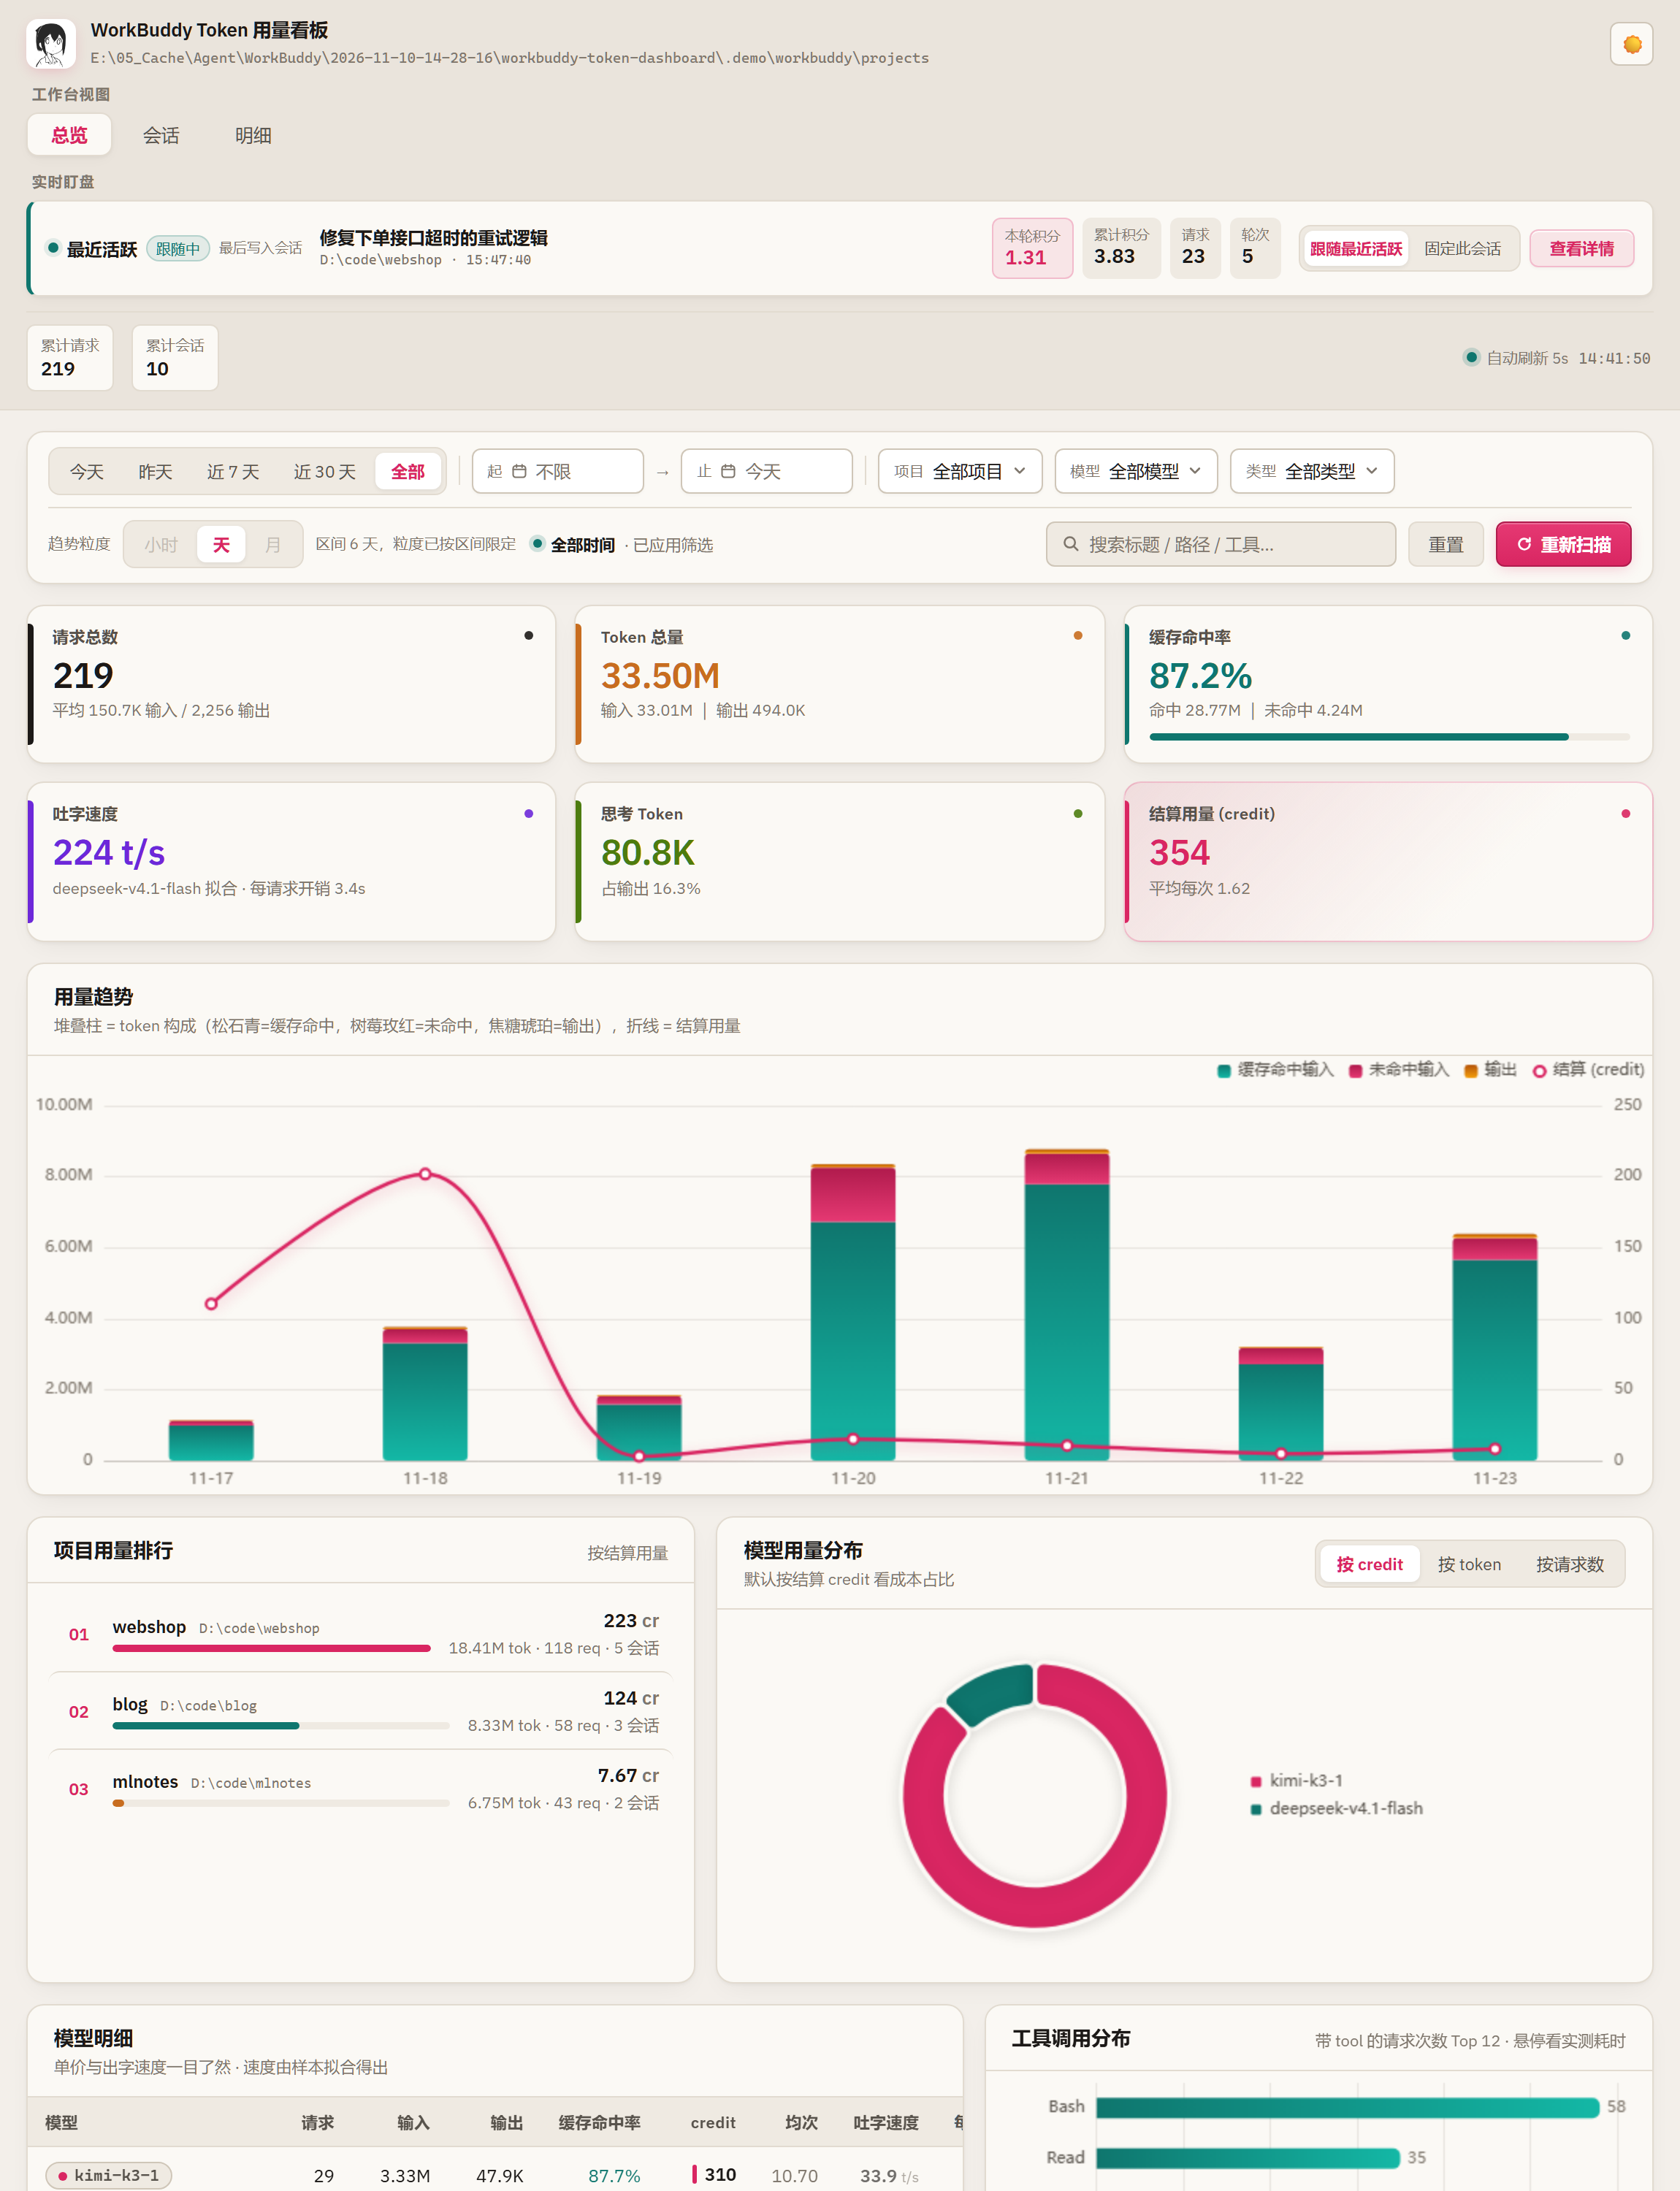 WorkBuddy Token 用量看板
E:\05_Cache\Agent\WorkBuddy\2026-11-10-14-28-16\workbuddy-token-dashboard\.demo\workbuddy\projects
工作台视图
总览 会话 明细
实时盯盘
最近活跃 跟随中 最后写入会话
修复下单接口超时的重试逻辑
D:\code\webshop · 15:47:40
本轮积分 累计积分 请求 轮次
1.31 3.83 23 5
跟随最近活跃 固定此会话 查看详情
累计请求 累计会话
219 10
自动刷新 5s 14:41:50
今天 昨天 近 7 天 近 30 天 全部 起 不限 → 止 今天 项目 全部项目 模型 全部模型 类型 全部类型
趋势粒度 小时 天 月 区间 6 天，粒度已按区间限定 全部时间 · 已应用筛选 搜索标题 / 路径 / 工具... 重置 重新扫描
请求总数
219
平均 150.7K 输入 / 2,256 输出
Token 总量
33.50M
输入 33.01M | 输出 494.0K
缓存命中率
87.2%
命中 28.77M | 未命中 4.24M
吐字速度
224 t/s
deepseek-v4.1-flash 拟合 · 每请求开销 3.4s
思考 Token
80.8K
占输出 16.3%
结算用量 (credit)
354
平均每次 1.62
用量趋势
堆叠柱 = token 构成（松石青=缓存命中，树莓玫红=未命中，焦糖琥珀=输出），折线 = 结算用量
缓存命中输入 未命中输入 输出 结算 (credit)
10.00M 250
8.00M 200
6.00M 150
4.00M 100
2.00M 50
0 0
11-17 11-18 11-19 11-20 11-21 11-22 11-23
项目用量排行 按结算用量
01 webshop D:\code\webshop 223 cr
18.41M tok · 118 req · 5 会话
02 blog D:\code\blog 124 cr
8.33M tok · 58 req · 3 会话
03 mlnotes D:\code\mlnotes 7.67 cr
6.75M tok · 43 req · 2 会话
模型用量分布
默认按结算 credit 看成本占比
按 credit 按 token 按请求数
kimi-k3-1
deepseek-v4.1-flash
模型明细
单价与出字速度一目了然 · 速度由样本拟合得出
模型 请求 输入 输出 缓存命中率 credit 均次 吐字速度
kimi-k3-1 29 3.33M 47.9K 87.7% 310 10.70 33.9 t/s
工具调用分布 带 tool 的请求次数 Top 12 · 悬停看实测耗时
Bash 58
Read 35